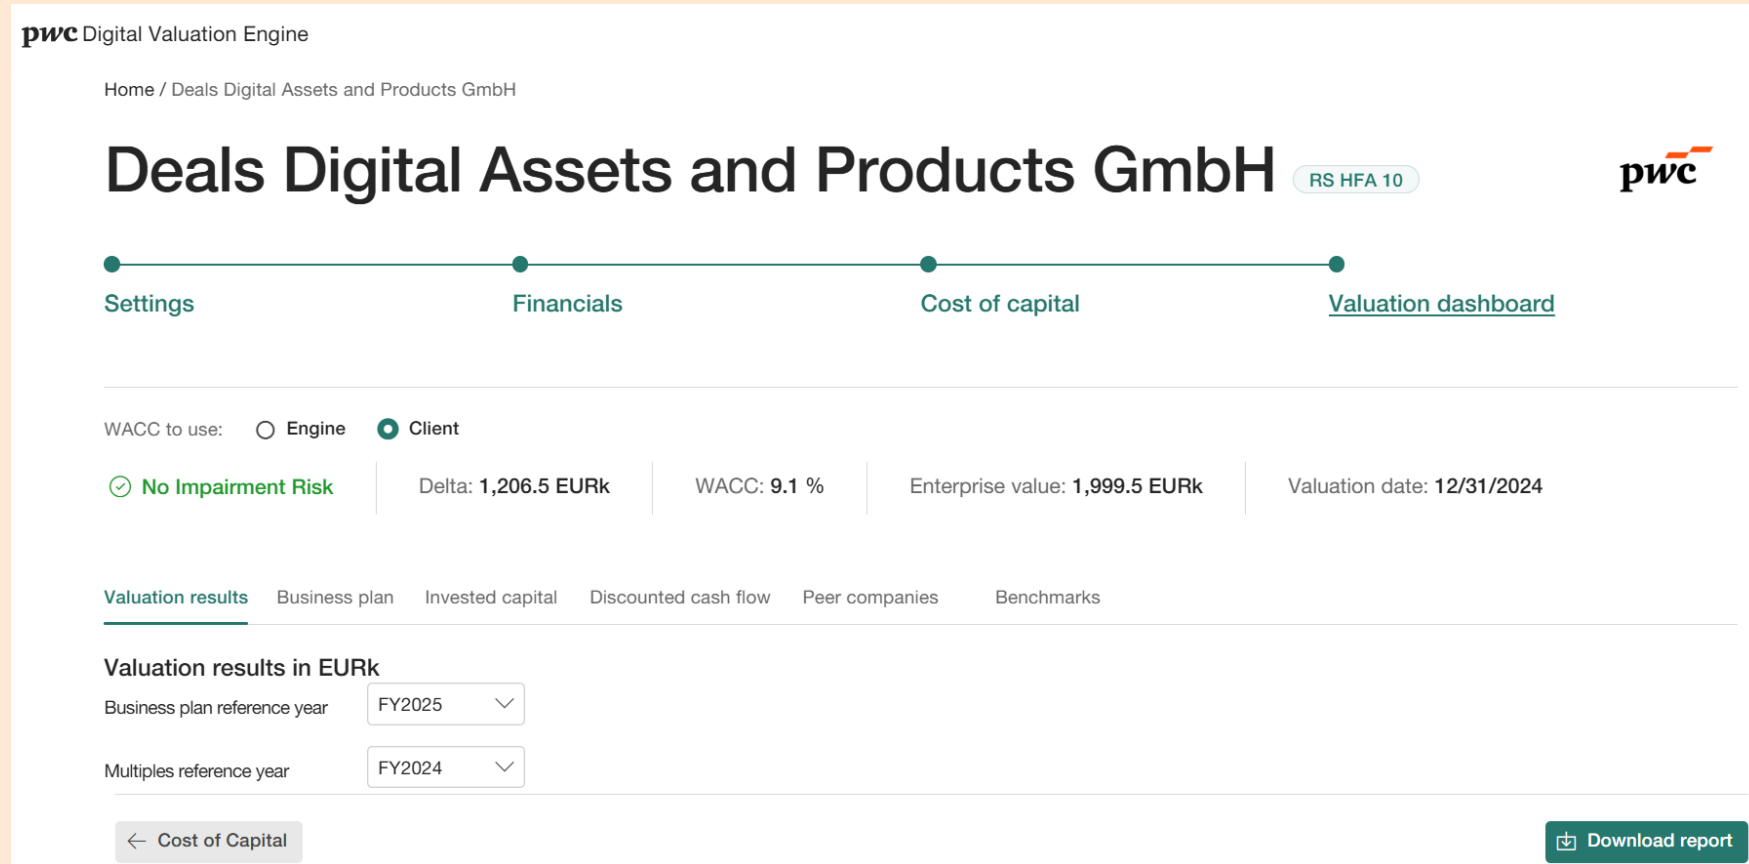 pwc Digital Valuation Engine
Home / Deals Digital Assets and Products GmbH
Deals Digital Assets and Products GmbH RS HFA 10
pwc
Settings Financials Cost of capital Valuation dashboard
WACC to use: Engine Client
No Impairment Risk Delta: 1,206.5 EURk WACC: 9.1 % Enterprise value: 1,999.5 EURk Valuation date: 12/31/2024
Valuation results Business plan Invested capital Discounted cash flow Peer companies Benchmarks
Valuation results in EURk
Business plan reference year FY2025
Multiples reference year FY2024
Cost of Capital Download report